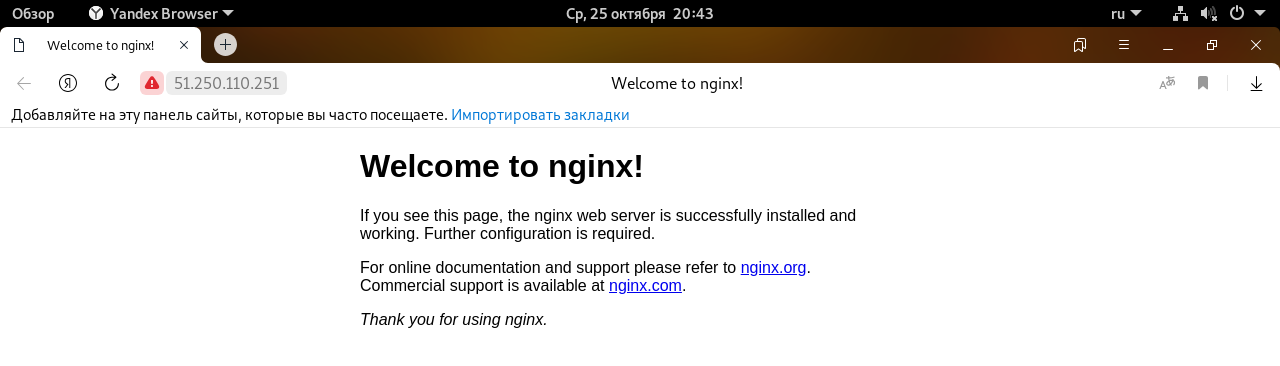 Обзор Yandex Browser Ср, 25 октября 20:43 ru
Welcome to nginx!
51.250.110.251 Welcome to nginx!
Добавляйте на эту панель сайты, которые вы часто посещаете. Импортировать закладки
Welcome to nginx!
If you see this page, the nginx web server is successfully installed and
working. Further configuration is required.
For online documentation and support please refer to nginx.org.
Commercial support is available at nginx.com.
Thank you for using nginx.